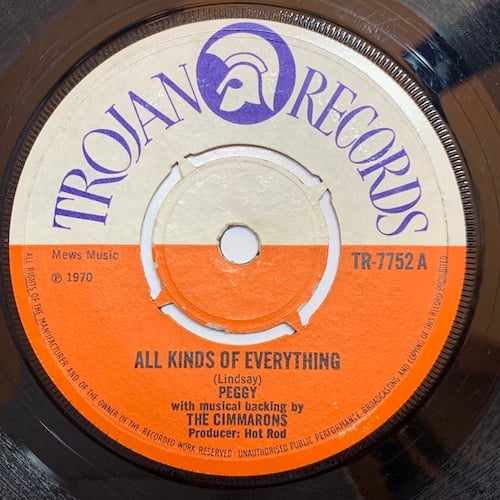 TROJAN RECORDS
Mews Music
℗ 1970
TR-7752 A
ALL KINDS OF EVERYTHING
(Lindsay)
PEGGY
with musical backing by
THE CIMMARONS
Producer: Hot Rod
ALL RIGHTS OF THE MANUFACTURER AND OF THE OWNER OF THE RECORDED WORK RESERVED - UNAUTHORISED PUBLIC PERFORMANCE BROADCASTING AND COPYING OF THIS RECORD PROHIBITED